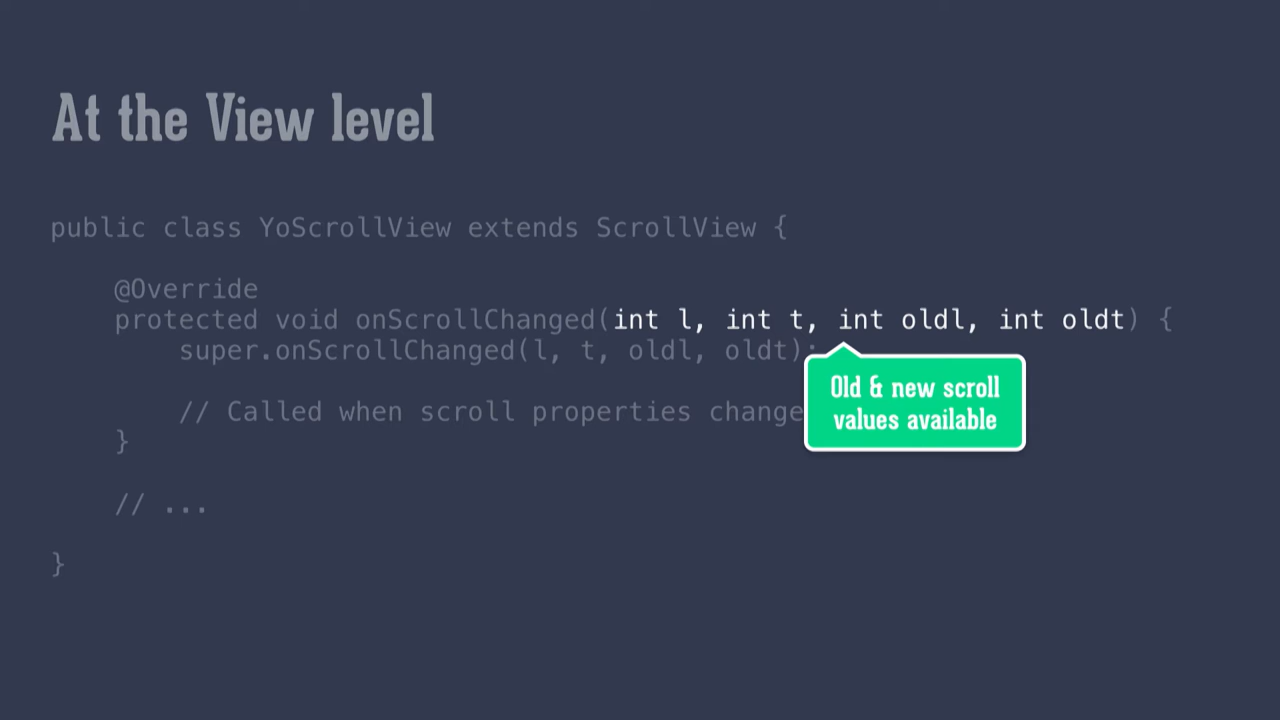 At the View level
public class YoScrollView extends ScrollView {
@Override
protected void onScrollChanged(int l, int t, int oldl, int oldt) {
super.onScrollChanged(l, t, oldl, oldt);
// Called when scroll properties change
Old & new scroll
values available
}
// ...
}